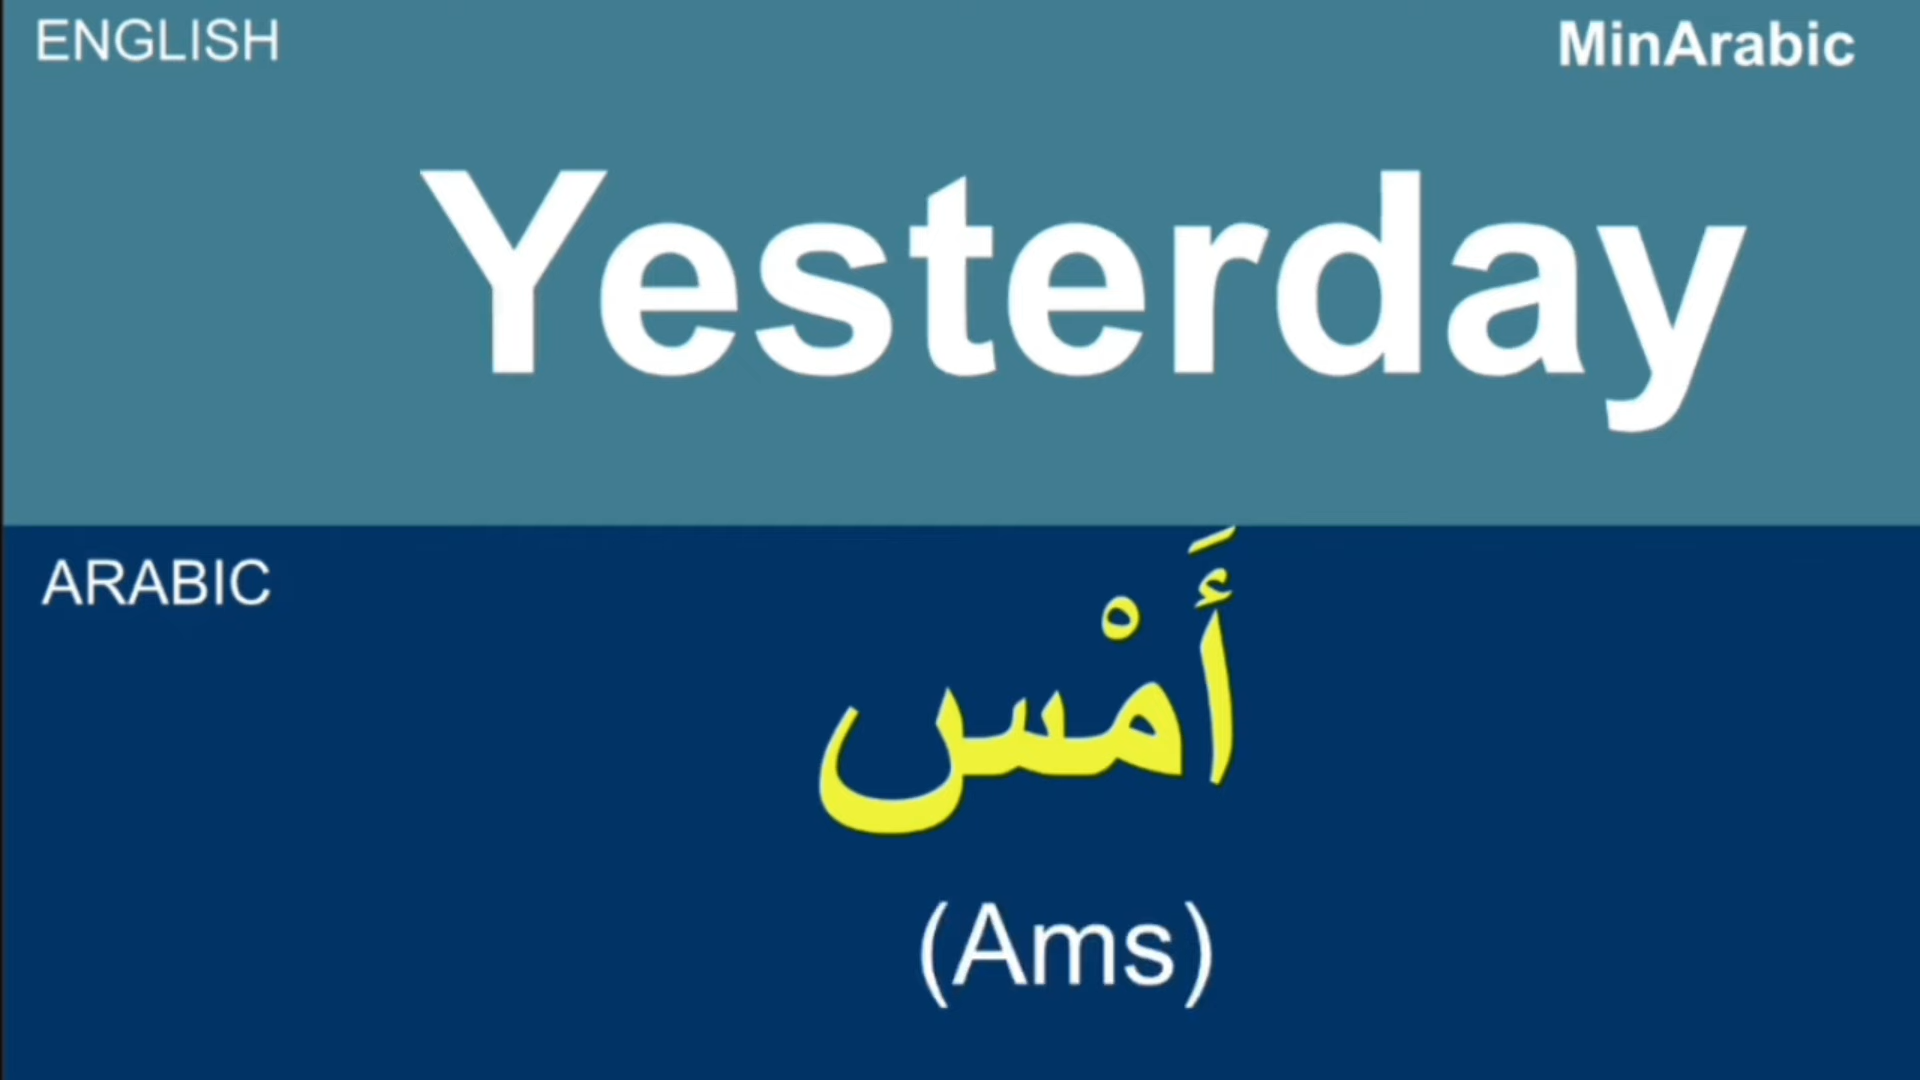 ENGLISH
MinArabic
Yesterday
ARABIC
أَمْس
(Ams)